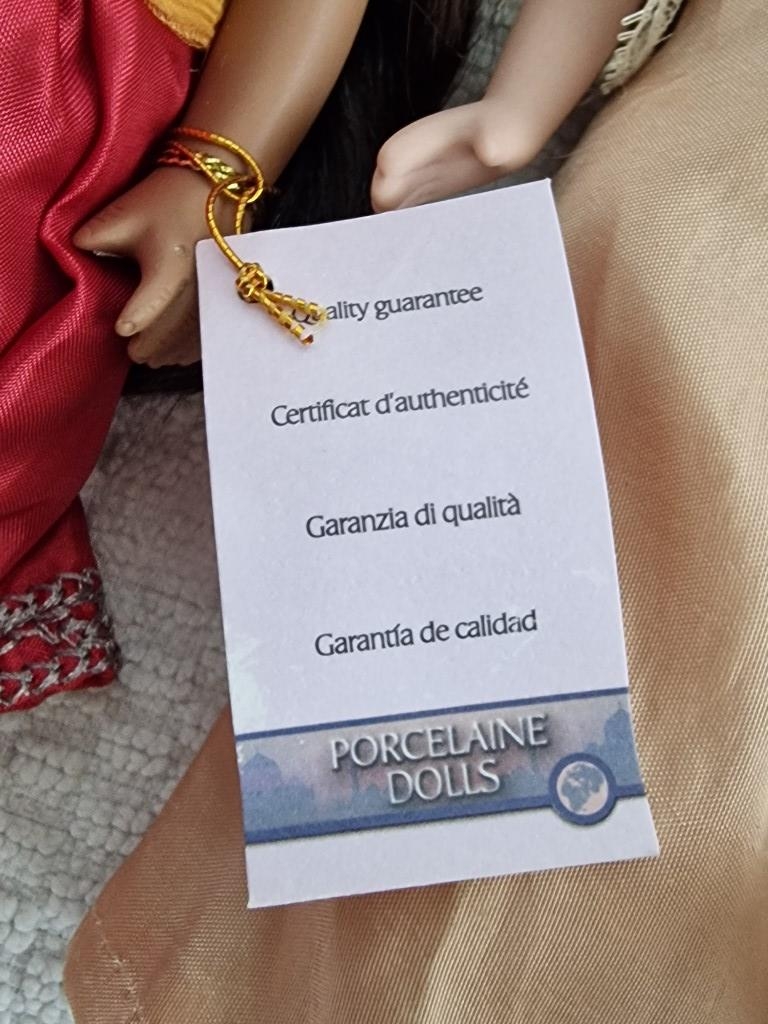 Quality guarantee
Certificat d'authenticité
Garanzia di qualità
Garantía de calidad
PORCELAINE
DOLLS